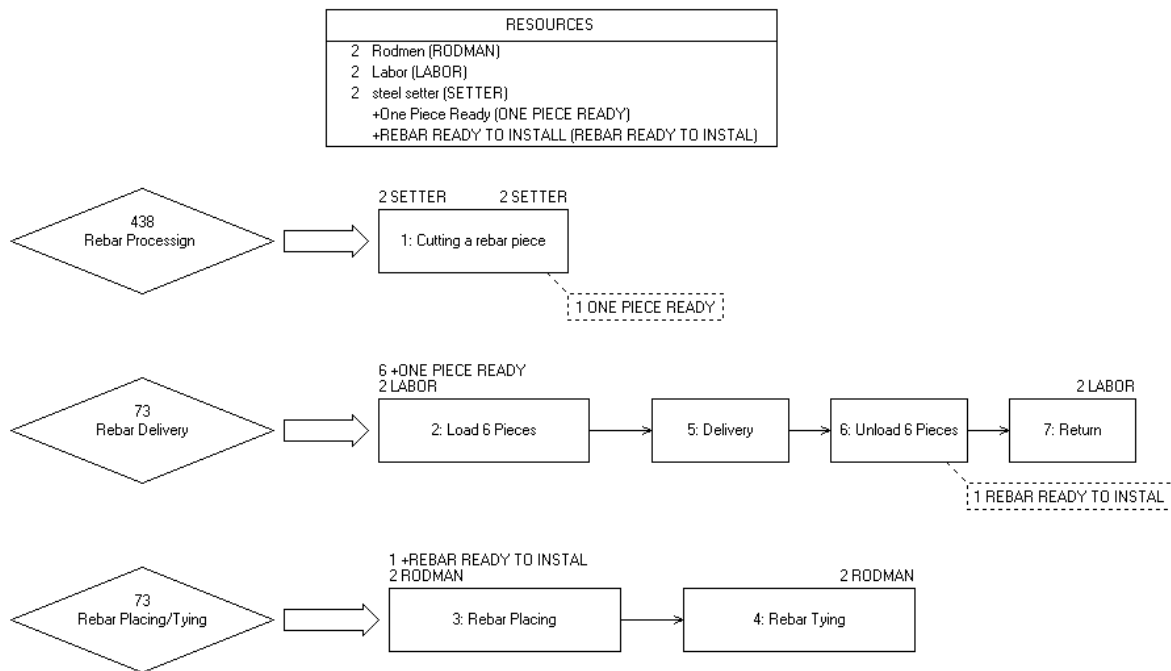 RESOURCES
2 Rodmen (RODMAN)
2 Labor (LABOR)
2 steel setter (SETTER)
+One Piece Ready (ONE PIECE READY)
+REBAR READY TO INSTALL (REBAR READY TO INSTAL)
438
Rebar Processign
2 SETTER
2 SETTER
1: Cutting a rebar piece
1 ONE PIECE READY
73
Rebar Delivery
6 +ONE PIECE READY
2 LABOR
2: Load 6 Pieces
5: Delivery
6: Unload 6 Pieces
2 LABOR
7: Return
1 REBAR READY TO INSTAL
73
Rebar Placing/Tying
1 +REBAR READY TO INSTAL
2 RODMAN
3: Rebar Placing
2 RODMAN
4: Rebar Tying